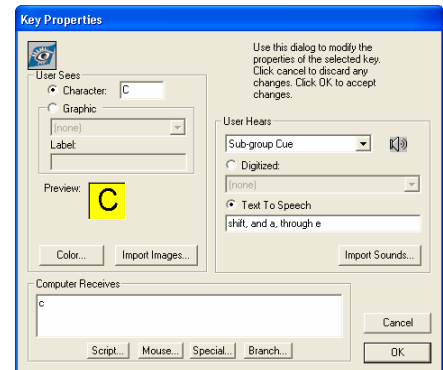 Key Properties
Use this dialog to modify the
properties of the selected key.
Click cancel to discard any
changes. Click OK to accept
changes.
User Sees
Character: C
Graphic
(none)
Label:
Preview: C
Color... Import Images...
User Hears
Sub-group Cue
Digitized:
(none)
Text To Speech
shift, and a, through e
Import Sounds...
Computer Receives
c
Script... Mouse... Special... Branch...
Cancel
OK